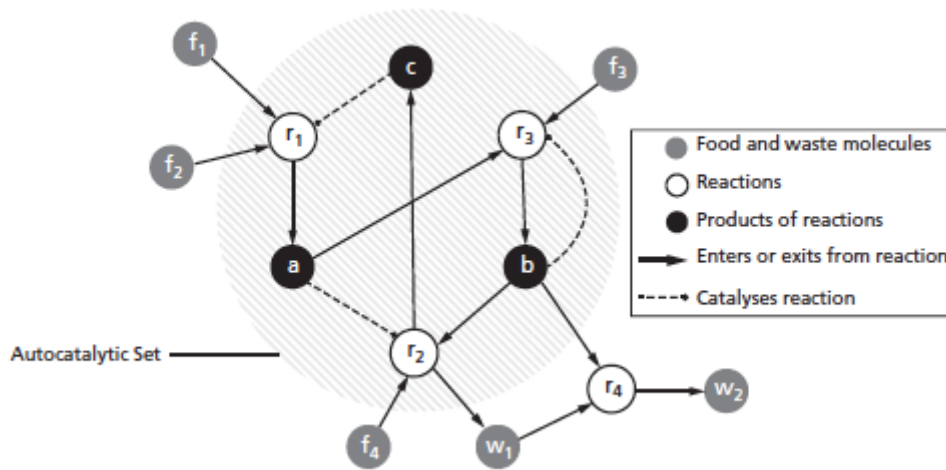 f1
c
f3
r1
r3
f2
a
b
r2
r4
w2
f4
w1
Autocatalytic Set
Food and waste molecules
Reactions
Products of reactions
Enters or exits from reaction
Catalyses reaction